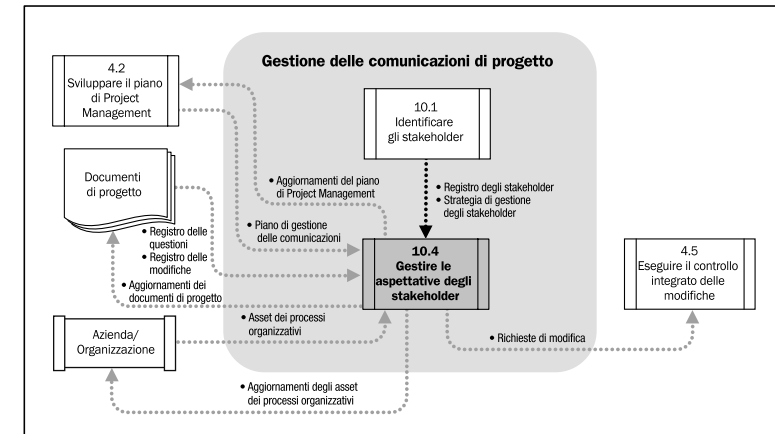 Gestione delle comunicazioni di progetto
4.2
Sviluppare il piano
di Project
Management
10.1
Identificare
gli stakeholder
Documenti
di progetto
• Aggiornamenti del piano
di Project Management
• Registro degli stakeholder
• Strategia di gestione
degli stakeholder
• Registro delle
questioni
• Registro delle
modifiche
• Piano di gestione
delle comunicazioni
10.4
Gestire le
aspettative degli
stakeholder
4.5
Eseguire il controllo
integrato delle
modifiche
• Aggiornamenti dei
documenti di progetto
• Asset dei processi
organizzativi
Azienda/
Organizzazione
• Richieste di modifica
• Aggiornamenti degli asset
dei processi organizzativi